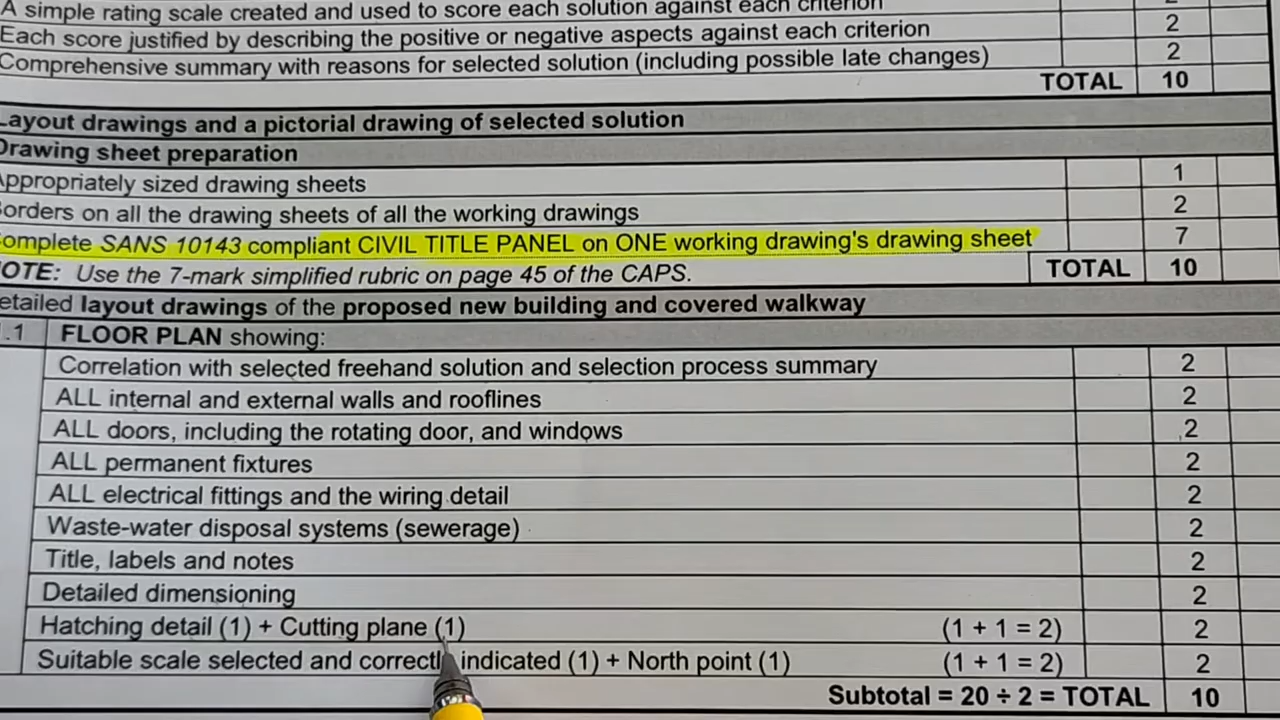 A simple rating scale created and used to score each solution against each criterion
Each score justified by describing the positive or negative aspects against each criterion 2
Comprehensive summary with reasons for selected solution (including possible late changes) 2
TOTAL 10
Layout drawings and a pictorial drawing of selected solution
Drawing sheet preparation
Appropriately sized drawing sheets 1
orders on all the drawing sheets of all the working drawings 2
omplete SANS 10143 compliant CIVIL TITLE PANEL on ONE working drawing's drawing sheet 7
OTE: Use the 7-mark simplified rubric on page 45 of the CAPS. TOTAL 10
etailed layout drawings of the proposed new building and covered walkway
.1 FLOOR PLAN showing:
Correlation with selected freehand solution and selection process summary 2
ALL internal and external walls and rooflines 2
ALL doors, including the rotating door, and windows 2
ALL permanent fixtures 2
ALL electrical fittings and the wiring detail 2
Waste-water disposal systems (sewerage) 2
Title, labels and notes 2
Detailed dimensioning 2
Hatching detail (1) + Cutting plane (1) (1 + 1 = 2) 2
Suitable scale selected and correctl indicated (1) + North point (1) (1 + 1 = 2) 2
Subtotal = 20 ÷ 2 = TOTAL 10